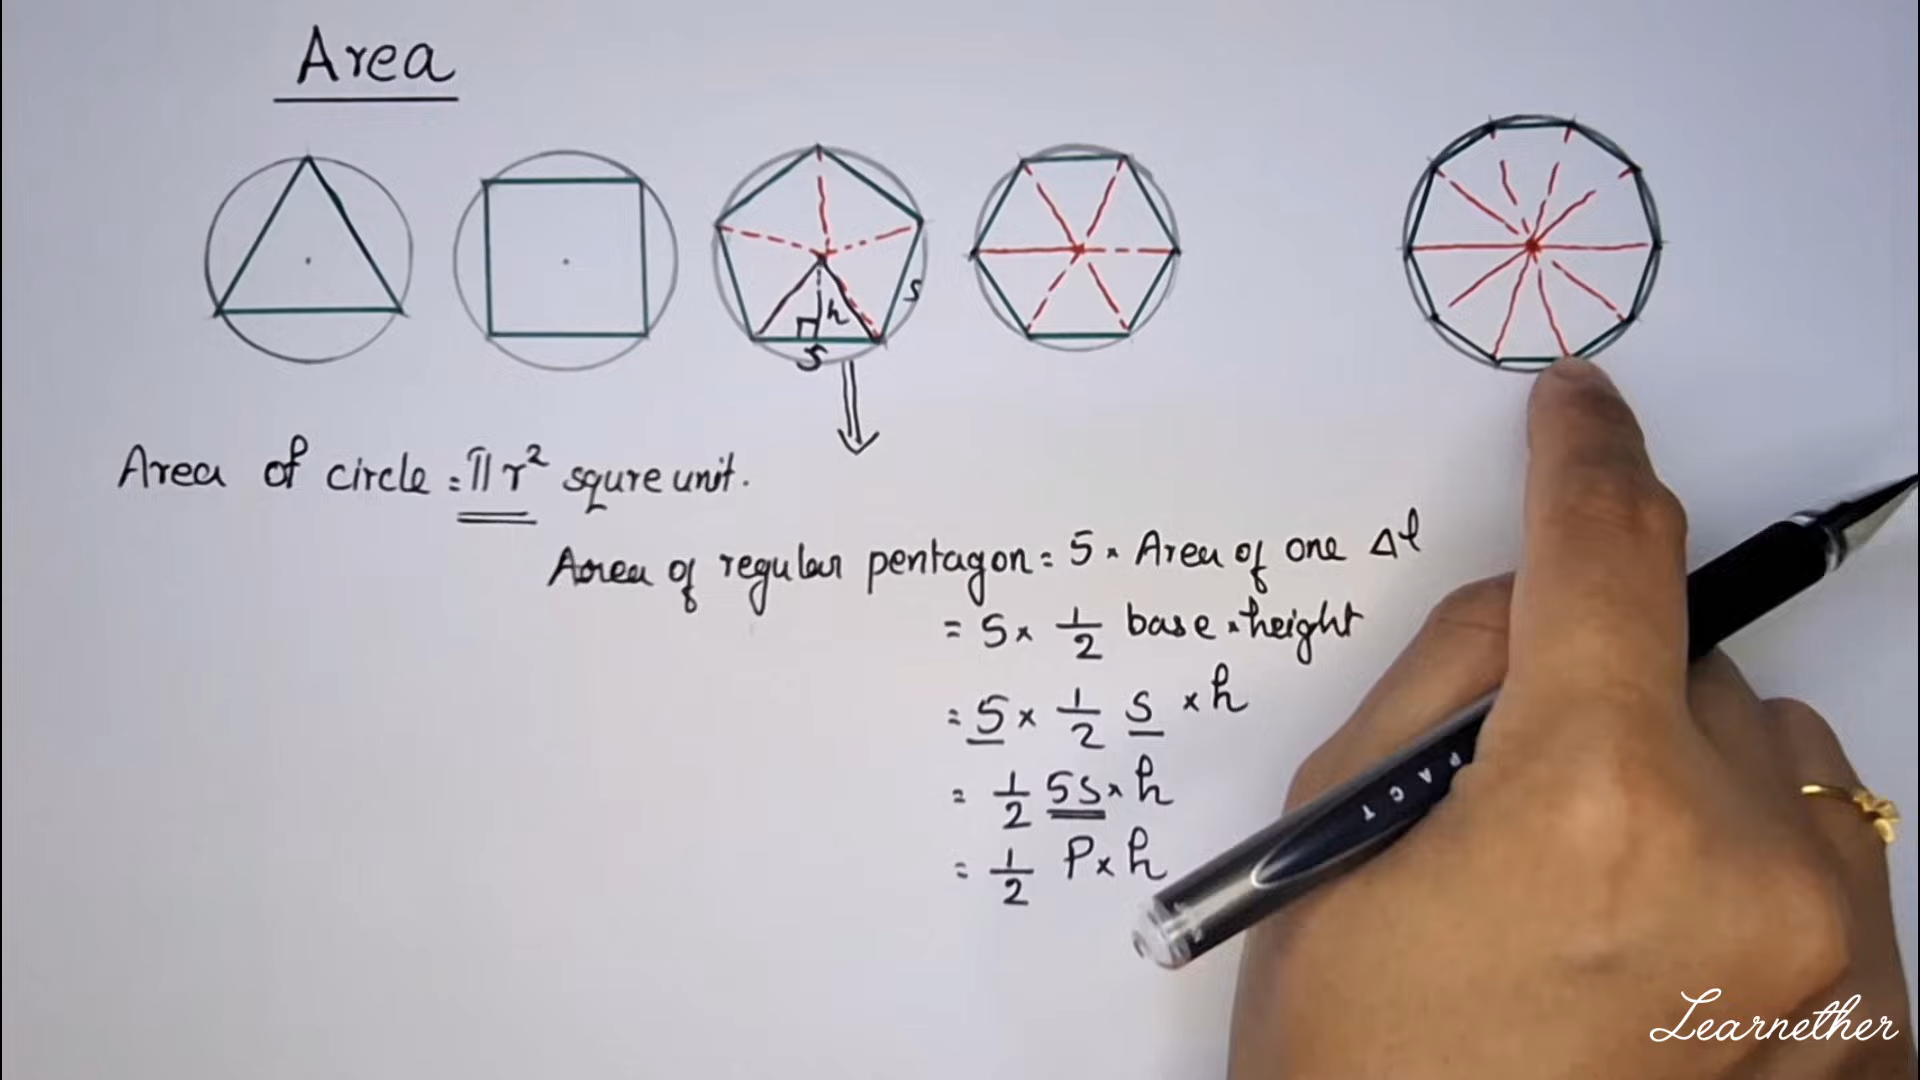 Area
h
s
s
Area of circle = πr² squre unit.
Area of regular pentagon = 5 × Area of one Δl
= 5 × 1/2 base × height
= 5 × 1/2 s × h
= 1/2 5s × h
= 1/2 P × h
PACT
Learnether